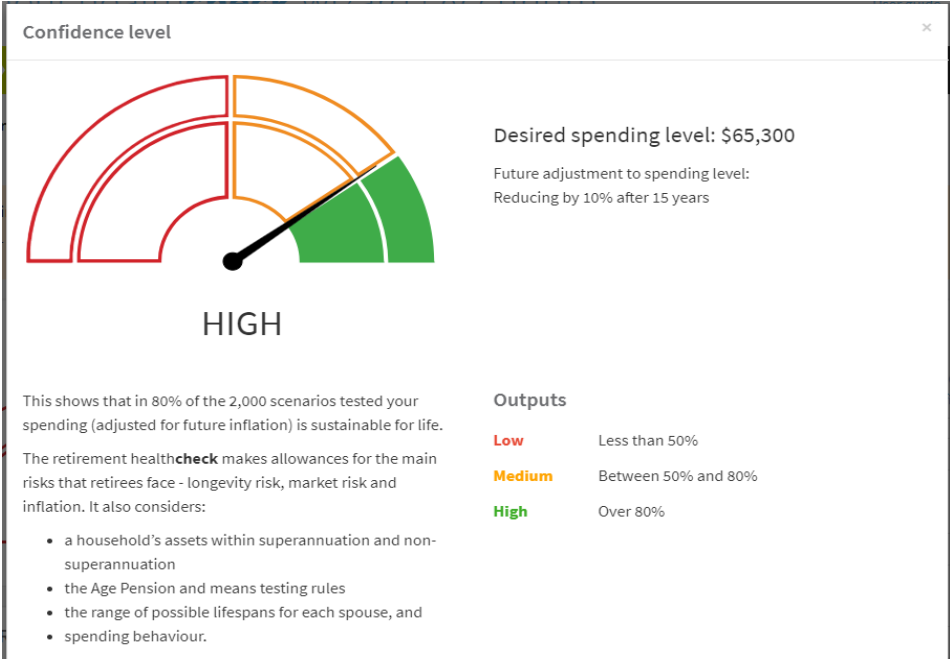 Confidence level
×
HIGH
Desired spending level: $65,300
Future adjustment to spending level:
Reducing by 10% after 15 years
This shows that in 80% of the 2,000 scenarios tested your
spending (adjusted for future inflation) is sustainable for life.
The retirement healthcheck makes allowances for the main
risks that retirees face - longevity risk, market risk and
inflation. It also considers:
• a household's assets within superannuation and non-
superannuation
• the Age Pension and means testing rules
• the range of possible lifespans for each spouse, and
• spending behaviour.
Outputs
Low Less than 50%
Medium Between 50% and 80%
High Over 80%